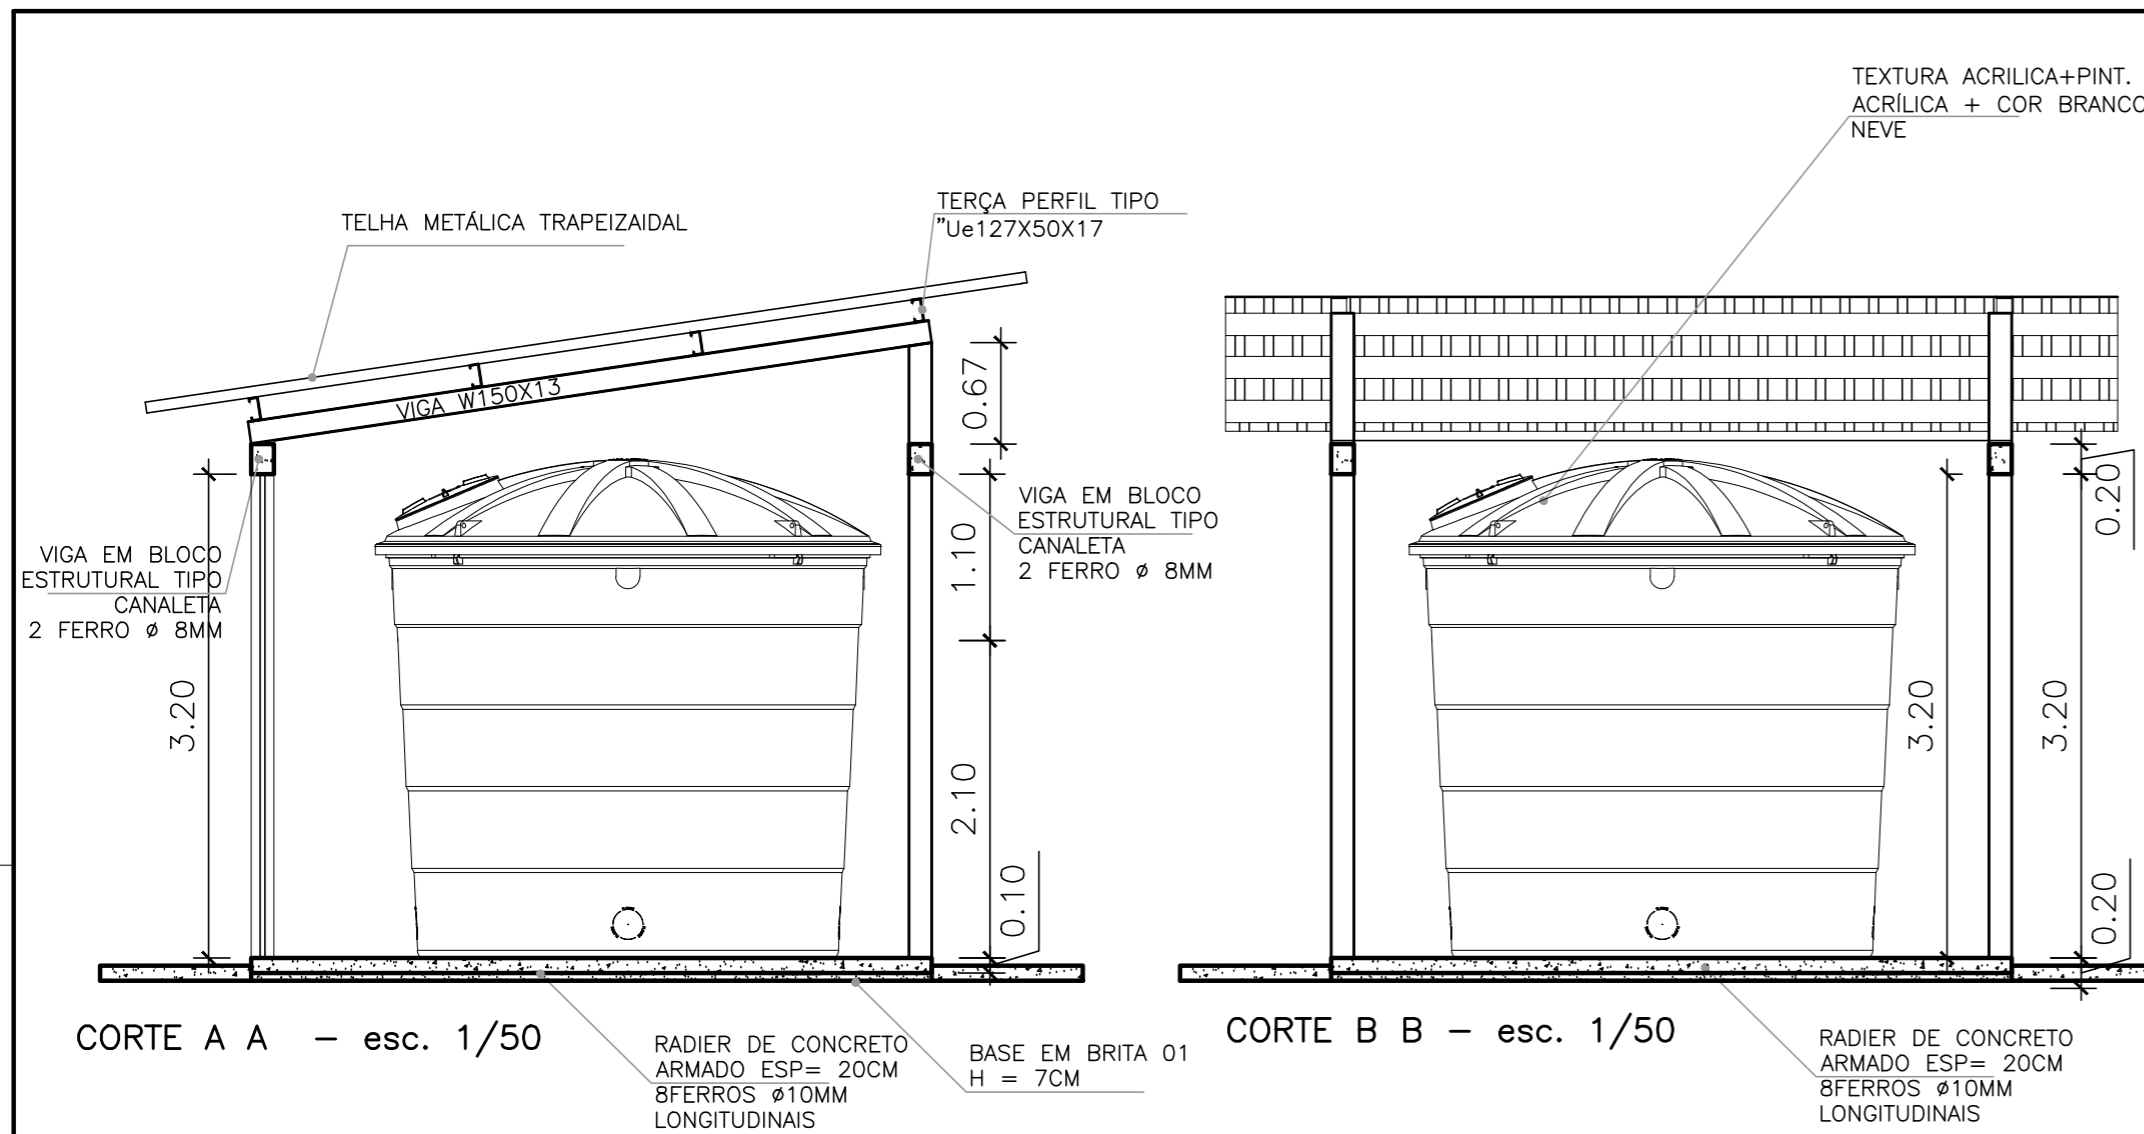 TEXTURA ACRILICA+PINT.
ACRÍLICA + COR BRANCO
NEVE
TELHA METÁLICA TRAPEIZAIDAL
TERÇA PERFIL TIPO
"Ue127X50X17
VIGA W150X13
0.67
VIGA EM BLOCO
ESTRUTURAL TIPO
CANALETA
2 FERRO ø 8MM
3.20
VIGA EM BLOCO
ESTRUTURAL TIPO
CANALETA
2 FERRO ø 8MM
1.10
2.10
0.10
0.20
3.20
3.20
0.20
CORTE A A – esc. 1/50
RADIER DE CONCRETO
ARMADO ESP= 20CM
8FERROS ø10MM
LONGITUDINAIS
BASE EM BRITA 01
H = 7CM
CORTE B B – esc. 1/50
RADIER DE CONCRETO
ARMADO ESP= 20CM
8FERROS ø10MM
LONGITUDINAIS